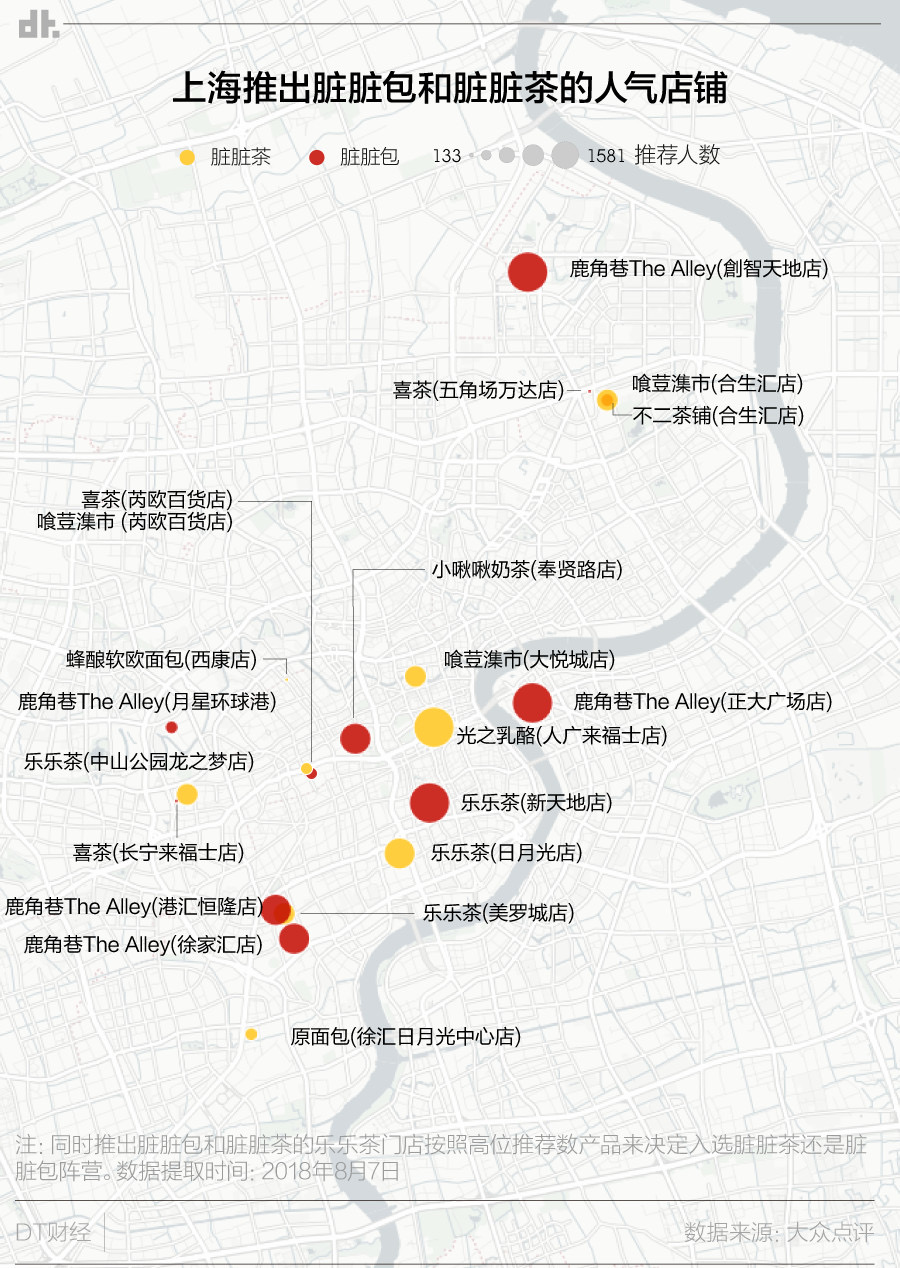 dt.
上海推出脏脏包和脏脏茶的人气店铺
脏脏茶 脏脏包 133 1581 推荐人数
鹿角巷The Alley(創智天地店)
喜茶(五角场万达店)
喰荳潗市(合生汇店)
不二茶铺(合生汇店)
喜茶(芮欧百货店)
喰荳潗市 (芮欧百货店)
小啾啾奶茶(奉贤路店)
蜂酿软欧面包(西康店)
喰荳潗市(大悦城店)
鹿角巷The Alley(月星环球港)
鹿角巷The Alley(正大广场店)
光之乳酪(人广来福士店)
乐乐茶(中山公园龙之梦店)
乐乐茶(新天地店)
喜茶(长宁来福士店)
乐乐茶(日月光店)
鹿角巷The Alley(港汇恒隆店)
乐乐茶(美罗城店)
鹿角巷The Alley(徐家汇店)
原面包(徐汇日月光中心店)
注: 同时推出脏脏包和脏脏茶的乐乐茶门店按照高位推荐数产品来决定入选脏脏茶还是脏
脏包阵营。数据提取时间: 2018年8月7日
DT财经
数据来源: 大众点评